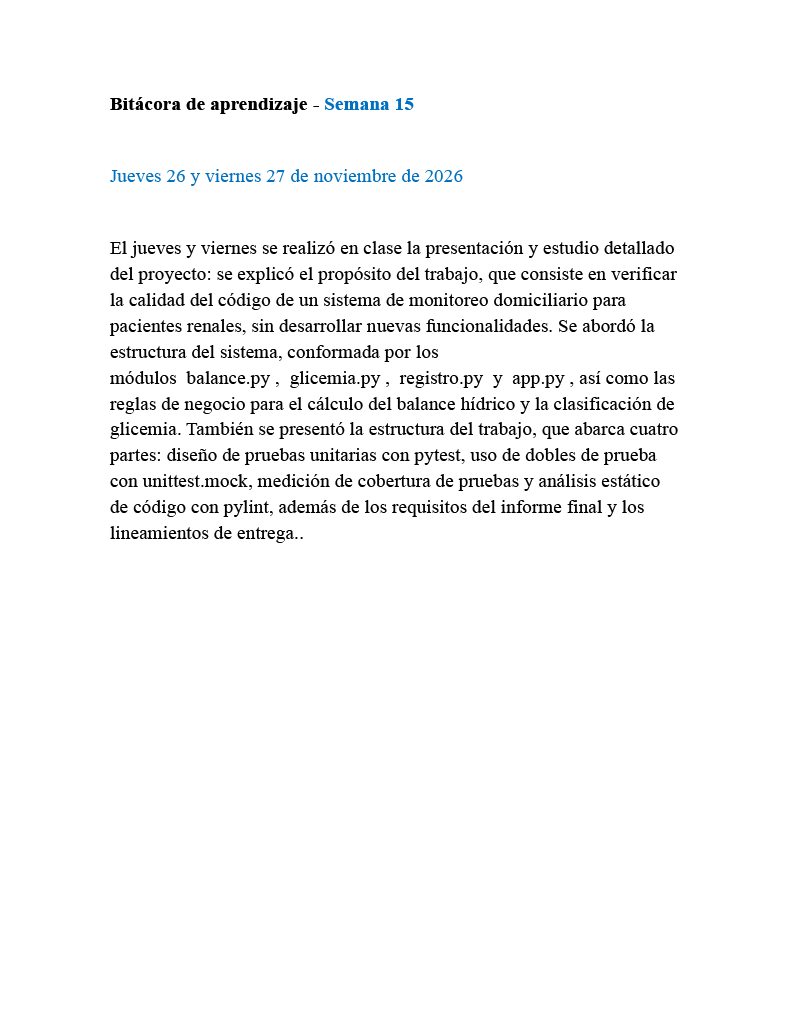 Bitácora de aprendizaje - Semana 15
Jueves 26 y viernes 27 de noviembre de 2026
El jueves y viernes se realizó en clase la presentación y estudio detallado
del proyecto: se explicó el propósito del trabajo, que consiste en verificar
la calidad del código de un sistema de monitoreo domiciliario para
pacientes renales, sin desarrollar nuevas funcionalidades. Se abordó la
estructura del sistema, conformada por los
módulos  balance.py ,  glicemia.py ,  registro.py  y  app.py , así como las
reglas de negocio para el cálculo del balance hídrico y la clasificación de
glicemia. También se presentó la estructura del trabajo, que abarca cuatro
partes: diseño de pruebas unitarias con pytest, uso de dobles de prueba
con unittest.mock, medición de cobertura de pruebas y análisis estático
de código con pylint, además de los requisitos del informe final y los
lineamientos de entrega..